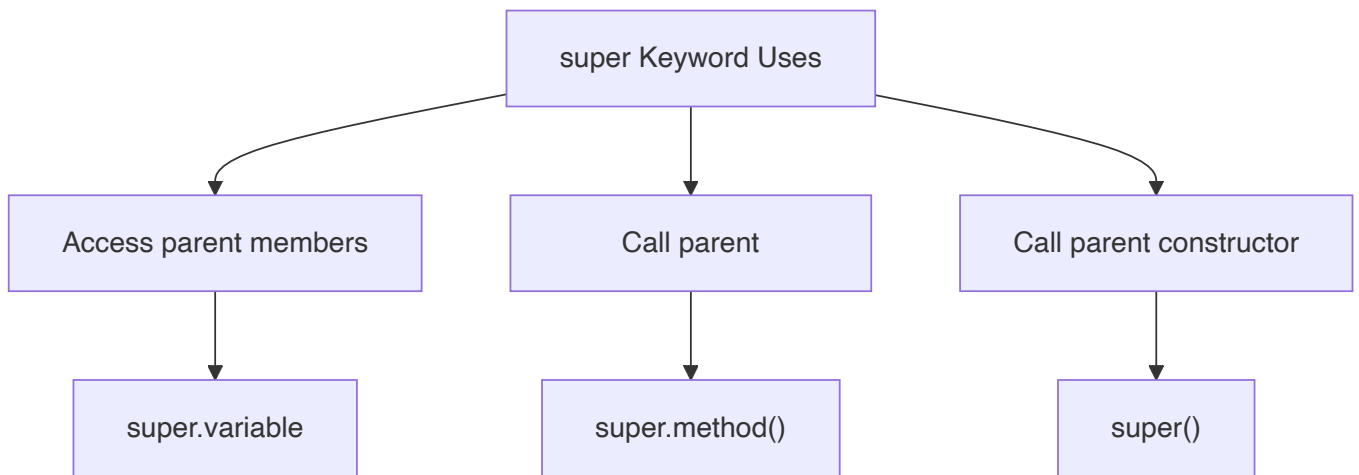 super Keyword Uses
Access parent members
Call parent
Call parent constructor
super.variable
super.method()
super()